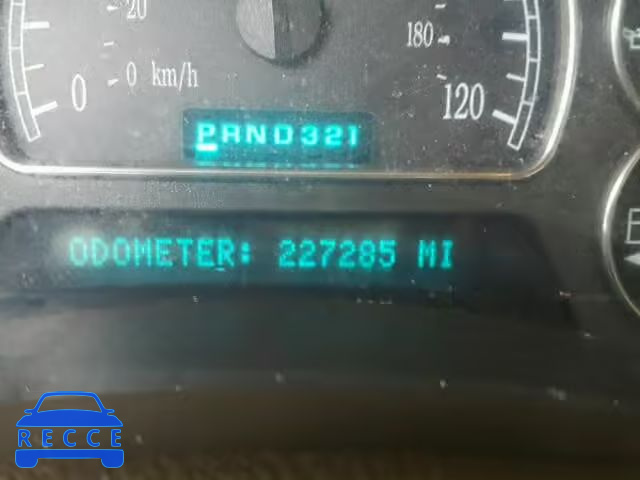 20
180
0
0 km/h
120
PRND321
ODOMETER: 227285 MI
RECCE